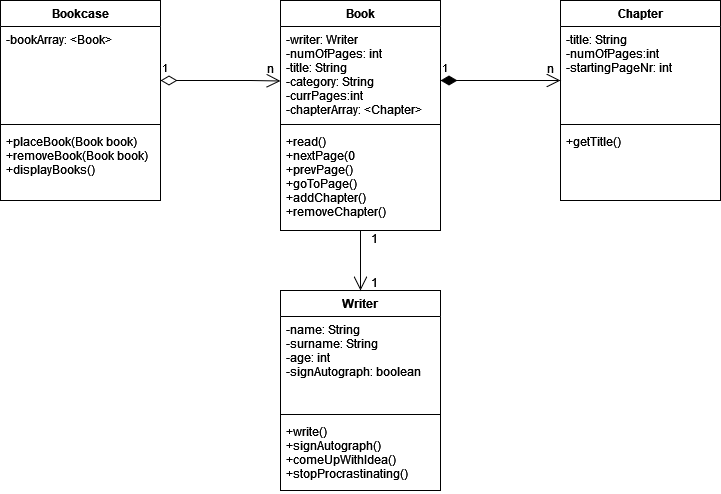 Bookcase
-bookArray: <Book>
+placeBook(Book book)
+removeBook(Book book)
+displayBooks()
1
n
Book
-writer: Writer
-numOfPages: int
-title: String
-category: String
-currPages:int
-chapterArray: <Chapter>
+read()
+nextPage(0
+prevPage()
+goToPage()
+addChapter()
+removeChapter()
1
n
Chapter
-title: String
-numOfPages:int
-startingPageNr: int
+getTitle()
1
1
Writer
-name: String
-surname: String
-age: int
-signAutograph: boolean
+write()
+signAutograph()
+comeUpWithIdea()
+stopProcrastinating()